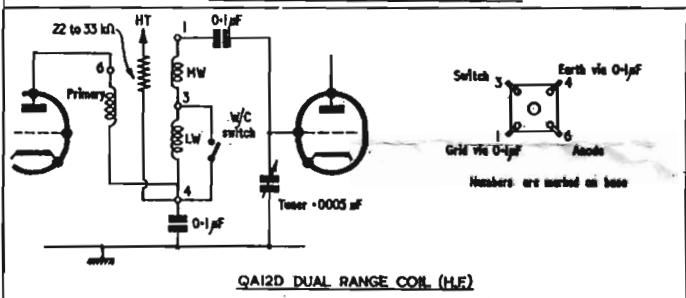 HT
22 to 33 kΩ
6
Primary
0·1µF
1
MW
3
LW
W/C
switch
4
0·1µF
Tuner ·0005 mF
Switch
3
4
Earth via 0·1µF
1
6
Grid via 0·1µF
Anode
Numbers are marked on base
QA12D DUAL RANGE COIL (H.F.)